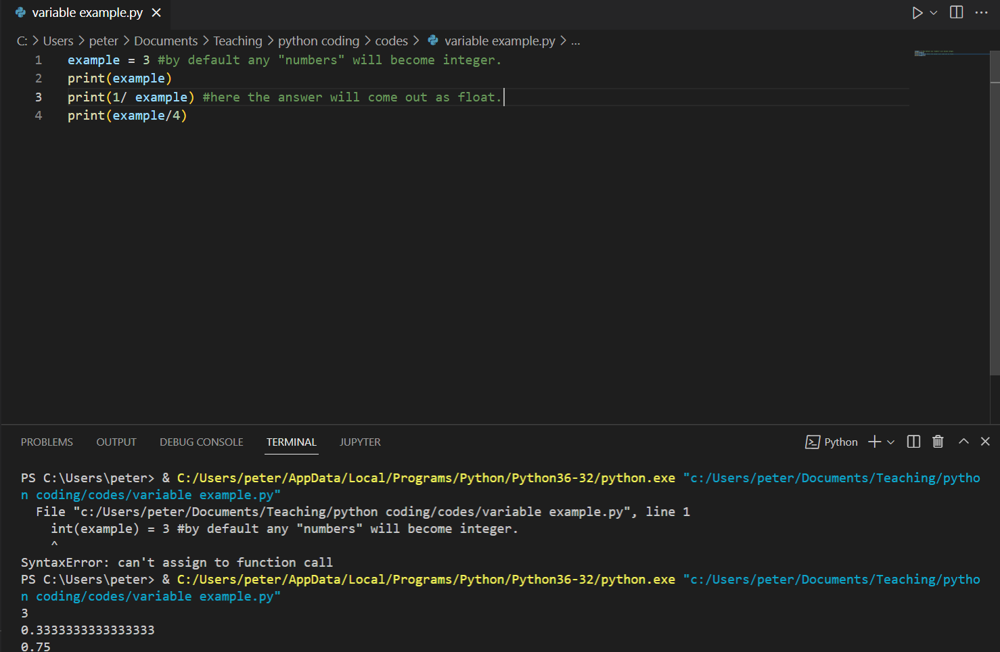 variable example.py
C: > Users > peter > Documents > Teaching > python coding > codes > variable example.py > ...
1 example = 3 #by default any "numbers" will become integer.
2 print(example)
3 print(1/ example) #here the answer will come out as float.
4 print(example/4)
PROBLEMS OUTPUT DEBUG CONSOLE TERMINAL JUPYTER Python
PS C:\Users\peter> & C:/Users/peter/AppData/Local/Programs/Python/Python36-32/python.exe "c:/Users/peter/Documents/Teaching/pytho
n coding/codes/variable example.py"
File "c:/Users/peter/Documents/Teaching/python coding/codes/variable example.py", line 1
int(example) = 3 #by default any "numbers" will become integer.
^
SyntaxError: can't assign to function call
PS C:\Users\peter> & C:/Users/peter/AppData/Local/Programs/Python/Python36-32/python.exe "c:/Users/peter/Documents/Teaching/pytho
n coding/codes/variable example.py"
3
0.3333333333333333
0.75